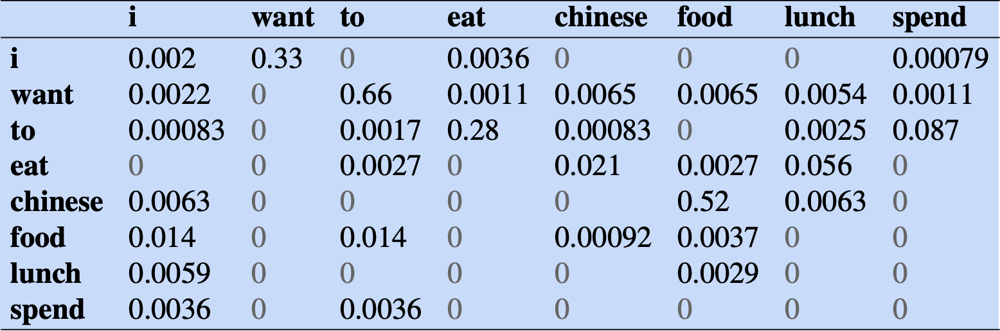 i want to eat chinese food lunch spend
i 0.002 0.33 0 0.0036 0 0 0 0.00079
want 0.0022 0 0.66 0.0011 0.0065 0.0065 0.0054 0.0011
to 0.00083 0 0.0017 0.28 0.00083 0 0.0025 0.087
eat 0 0 0.0027 0 0.021 0.0027 0.056 0
chinese 0.0063 0 0 0 0 0.52 0.0063 0
food 0.014 0 0.014 0 0.00092 0.0037 0 0
lunch 0.0059 0 0 0 0 0.0029 0 0
spend 0.0036 0 0.0036 0 0 0 0 0